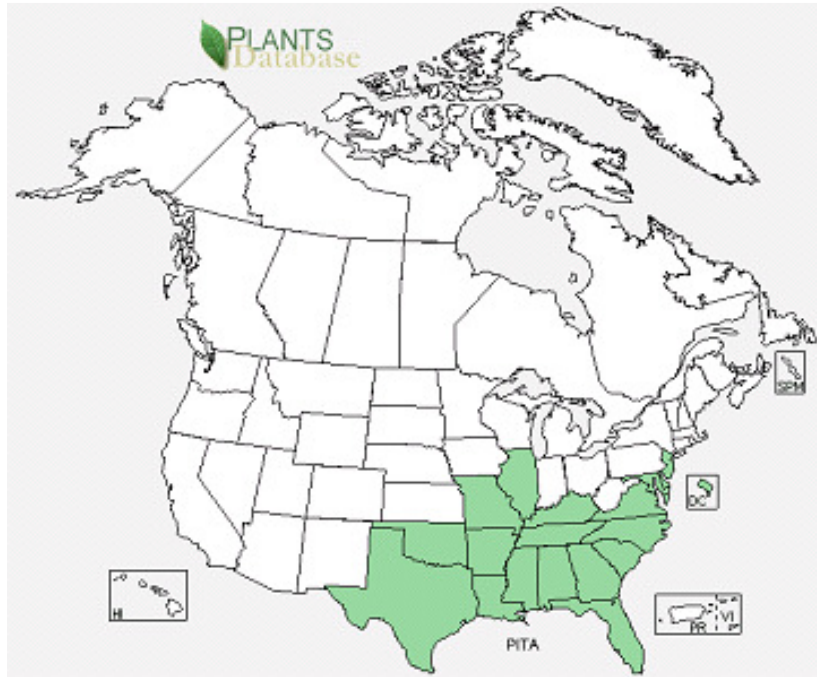 PLANTS
Database
SPM
DC
HI
PR
VI
PITA